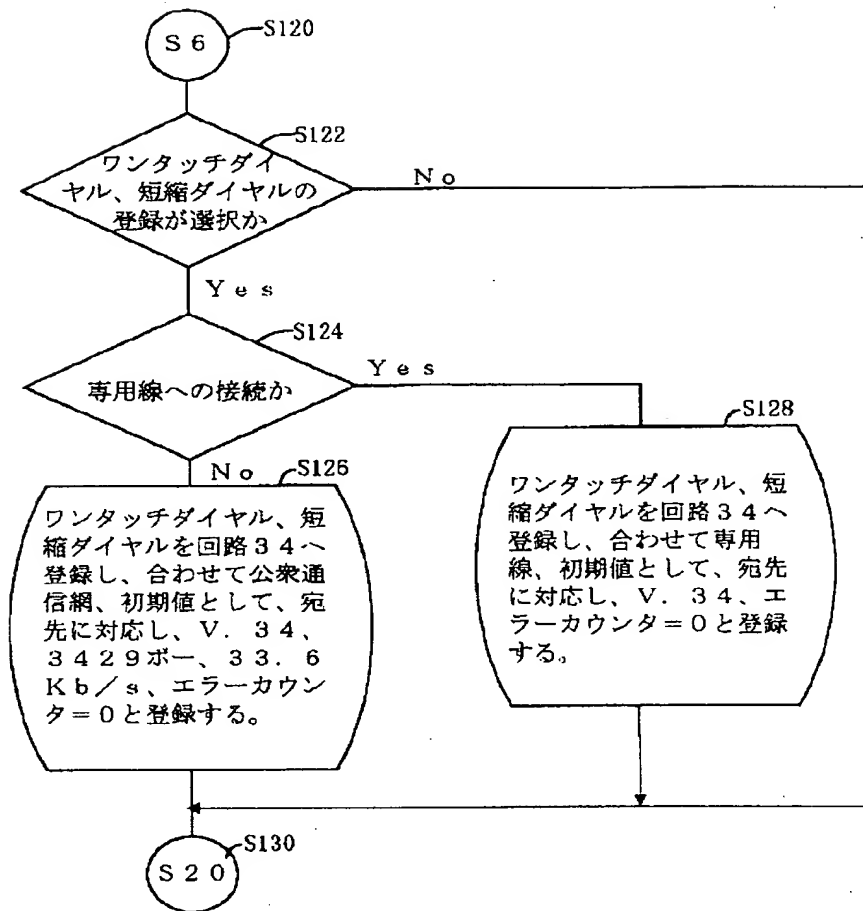 S6
S120
S122
ワンタッチダイ
ヤル、短縮ダイヤルの
登録が選択か
No
Yes
S124
専用線への接続か
Yes
No
S126
ワンタッチダイヤル、短
縮ダイヤルを回路34へ
登録し、合わせて公衆通
信網、初期値として、宛
先に対応し、V.34、
3429ボー、33.6
Kb/s、エラーカウン
タ=0と登録する。
S128
ワンタッチダイヤル、短
縮ダイヤルを回路34へ
登録し、合わせて専用
線、初期値として、宛先
に対応し、V.34、エ
ラーカウンタ=0と登録
する。
S130
S20